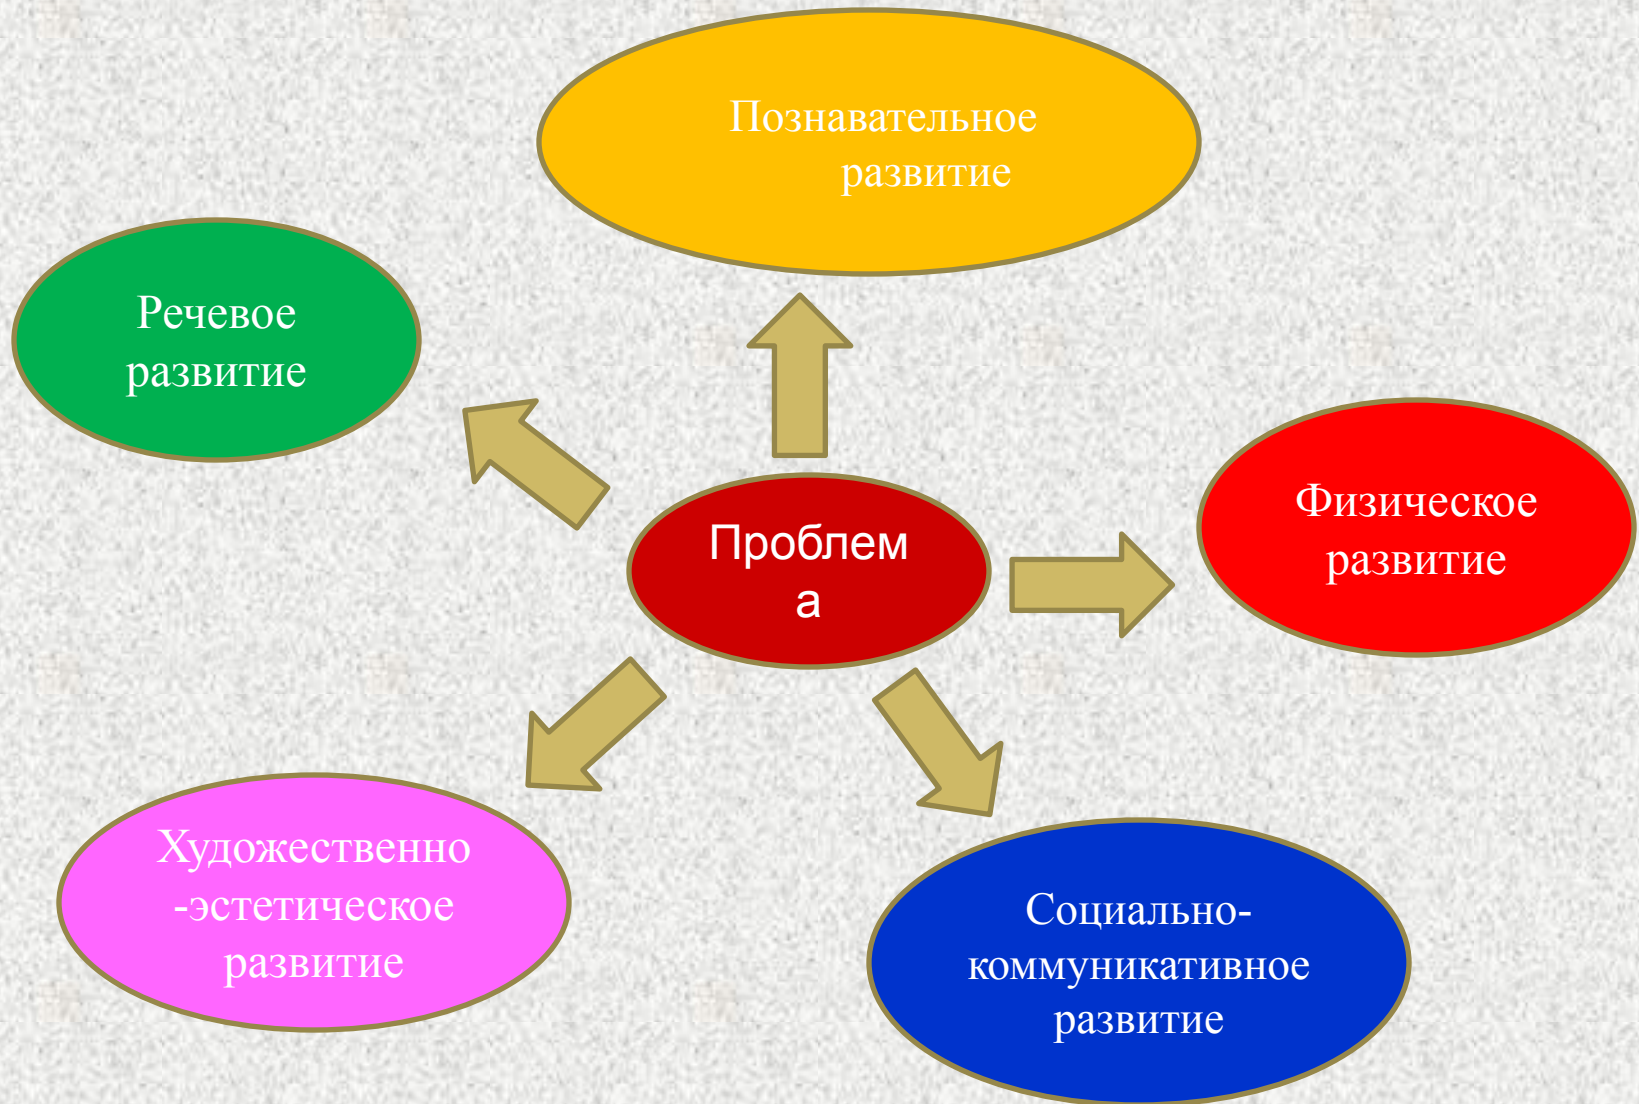 Познавательное
развитие
Речевое
развитие
Физическое
развитие
Проблем
а
Художественно
-эстетическое
развитие
Социально-
коммуникативное
развитие